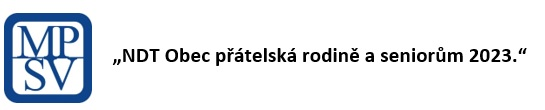 MP
SV
„NDT Obec přátelská rodině a seniorům 2023.“